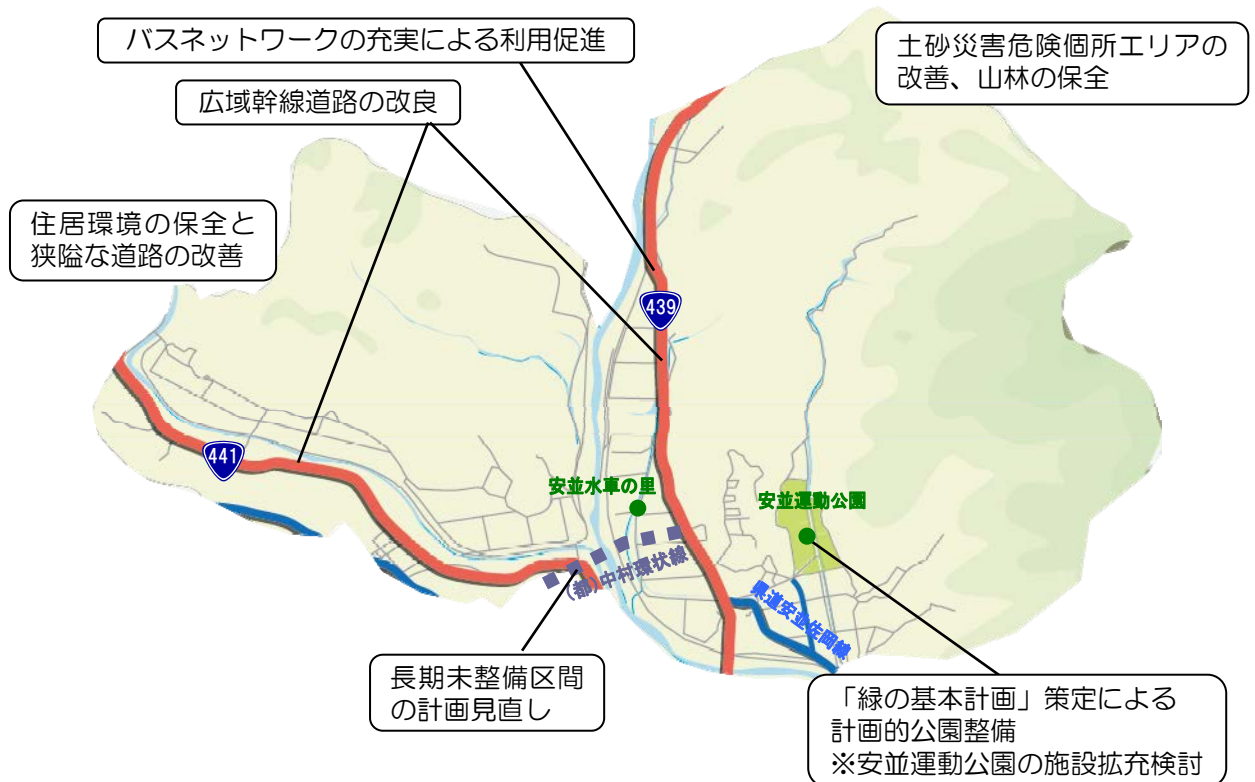 バスネットワークの充実による利用促進
土砂災害危険個所エリアの
改善、山林の保全
広域幹線道路の改良
住居環境の保全と
狭隘な道路の改善
439
441
安並水車の里
安並運動公園
(都)中村環状線
県道安並佐岡線
長期未整備区間
の計画見直し
「緑の基本計画」策定による
計画的公園整備
※安並運動公園の施設拡充検討